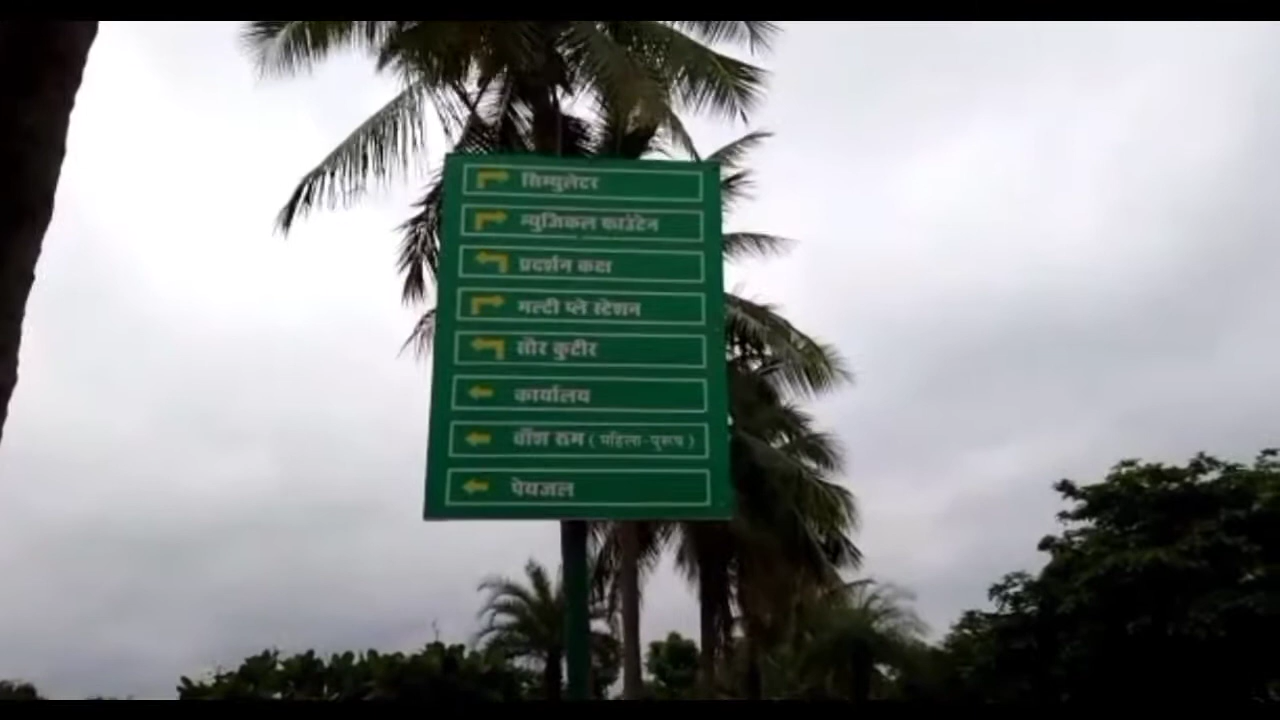 सिम्युलेटर
म्युजिकल फाउंटेन
प्रदर्शन कक्ष
मल्टी प्ले स्टेशन
सौर कुटीर
कार्यालय
वॉश रूम ( महिला-पुरूष )
पेयजल